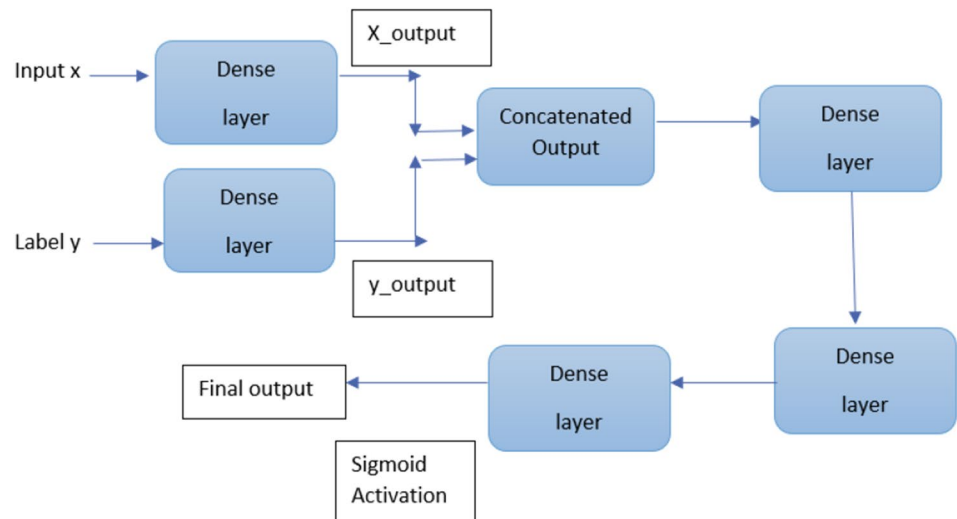 X_output
Input x
Dense
layer
Concatenated
Output
Dense
layer
Dense
layer
Label y
y_output
Dense
layer
Dense
layer
Final output
Sigmoid
Activation